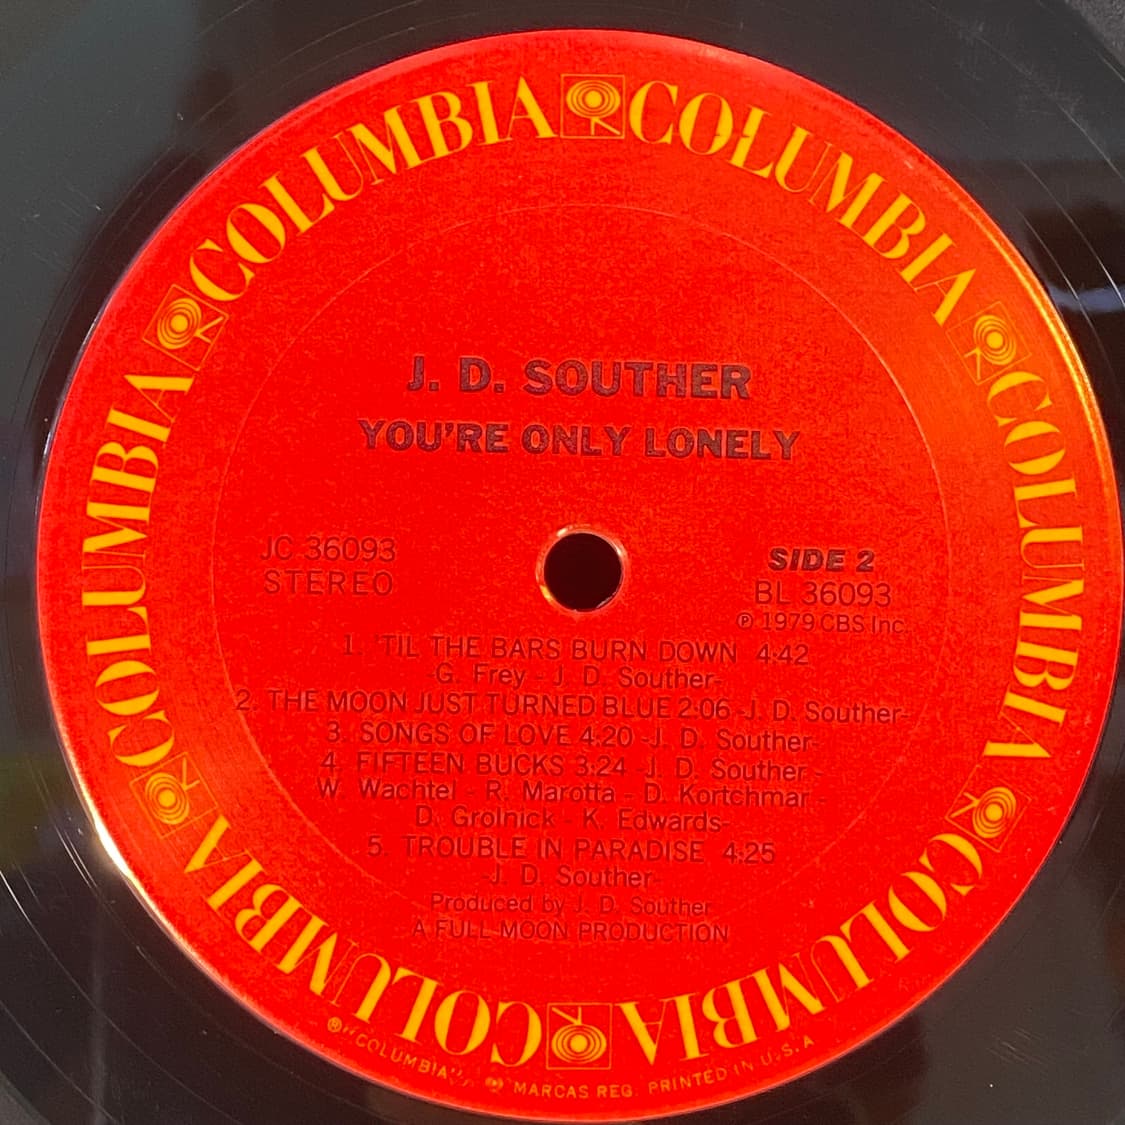 COLUMBIA COLUMBIA COLUMBIA COLUMBIA COLUMBIA COLUMBIA
J. D. SOUTHER
YOU'RE ONLY LONELY
JC 36093
STEREO
SIDE 2
BL 36093
℗ 1979 CBS Inc.
1. 'TIL THE BARS BURN DOWN 4:42
-G. Frey - J. D. Souther-
2. THE MOON JUST TURNED BLUE 2:06 -J. D. Souther-
3. SONGS OF LOVE 4:20 -J. D. Souther-
4. FIFTEEN BUCKS 3:24 -J. D. Souther -
W. Wachtel - R. Marotta - D. Kortchmar -
D. Grolnick - K. Edwards-
5. TROUBLE IN PARADISE 4:25
-J. D. Souther-
Produced by J. D. Souther
A FULL MOON PRODUCTION
® "COLUMBIA", MARCAS REG. PRINTED IN U.S.A